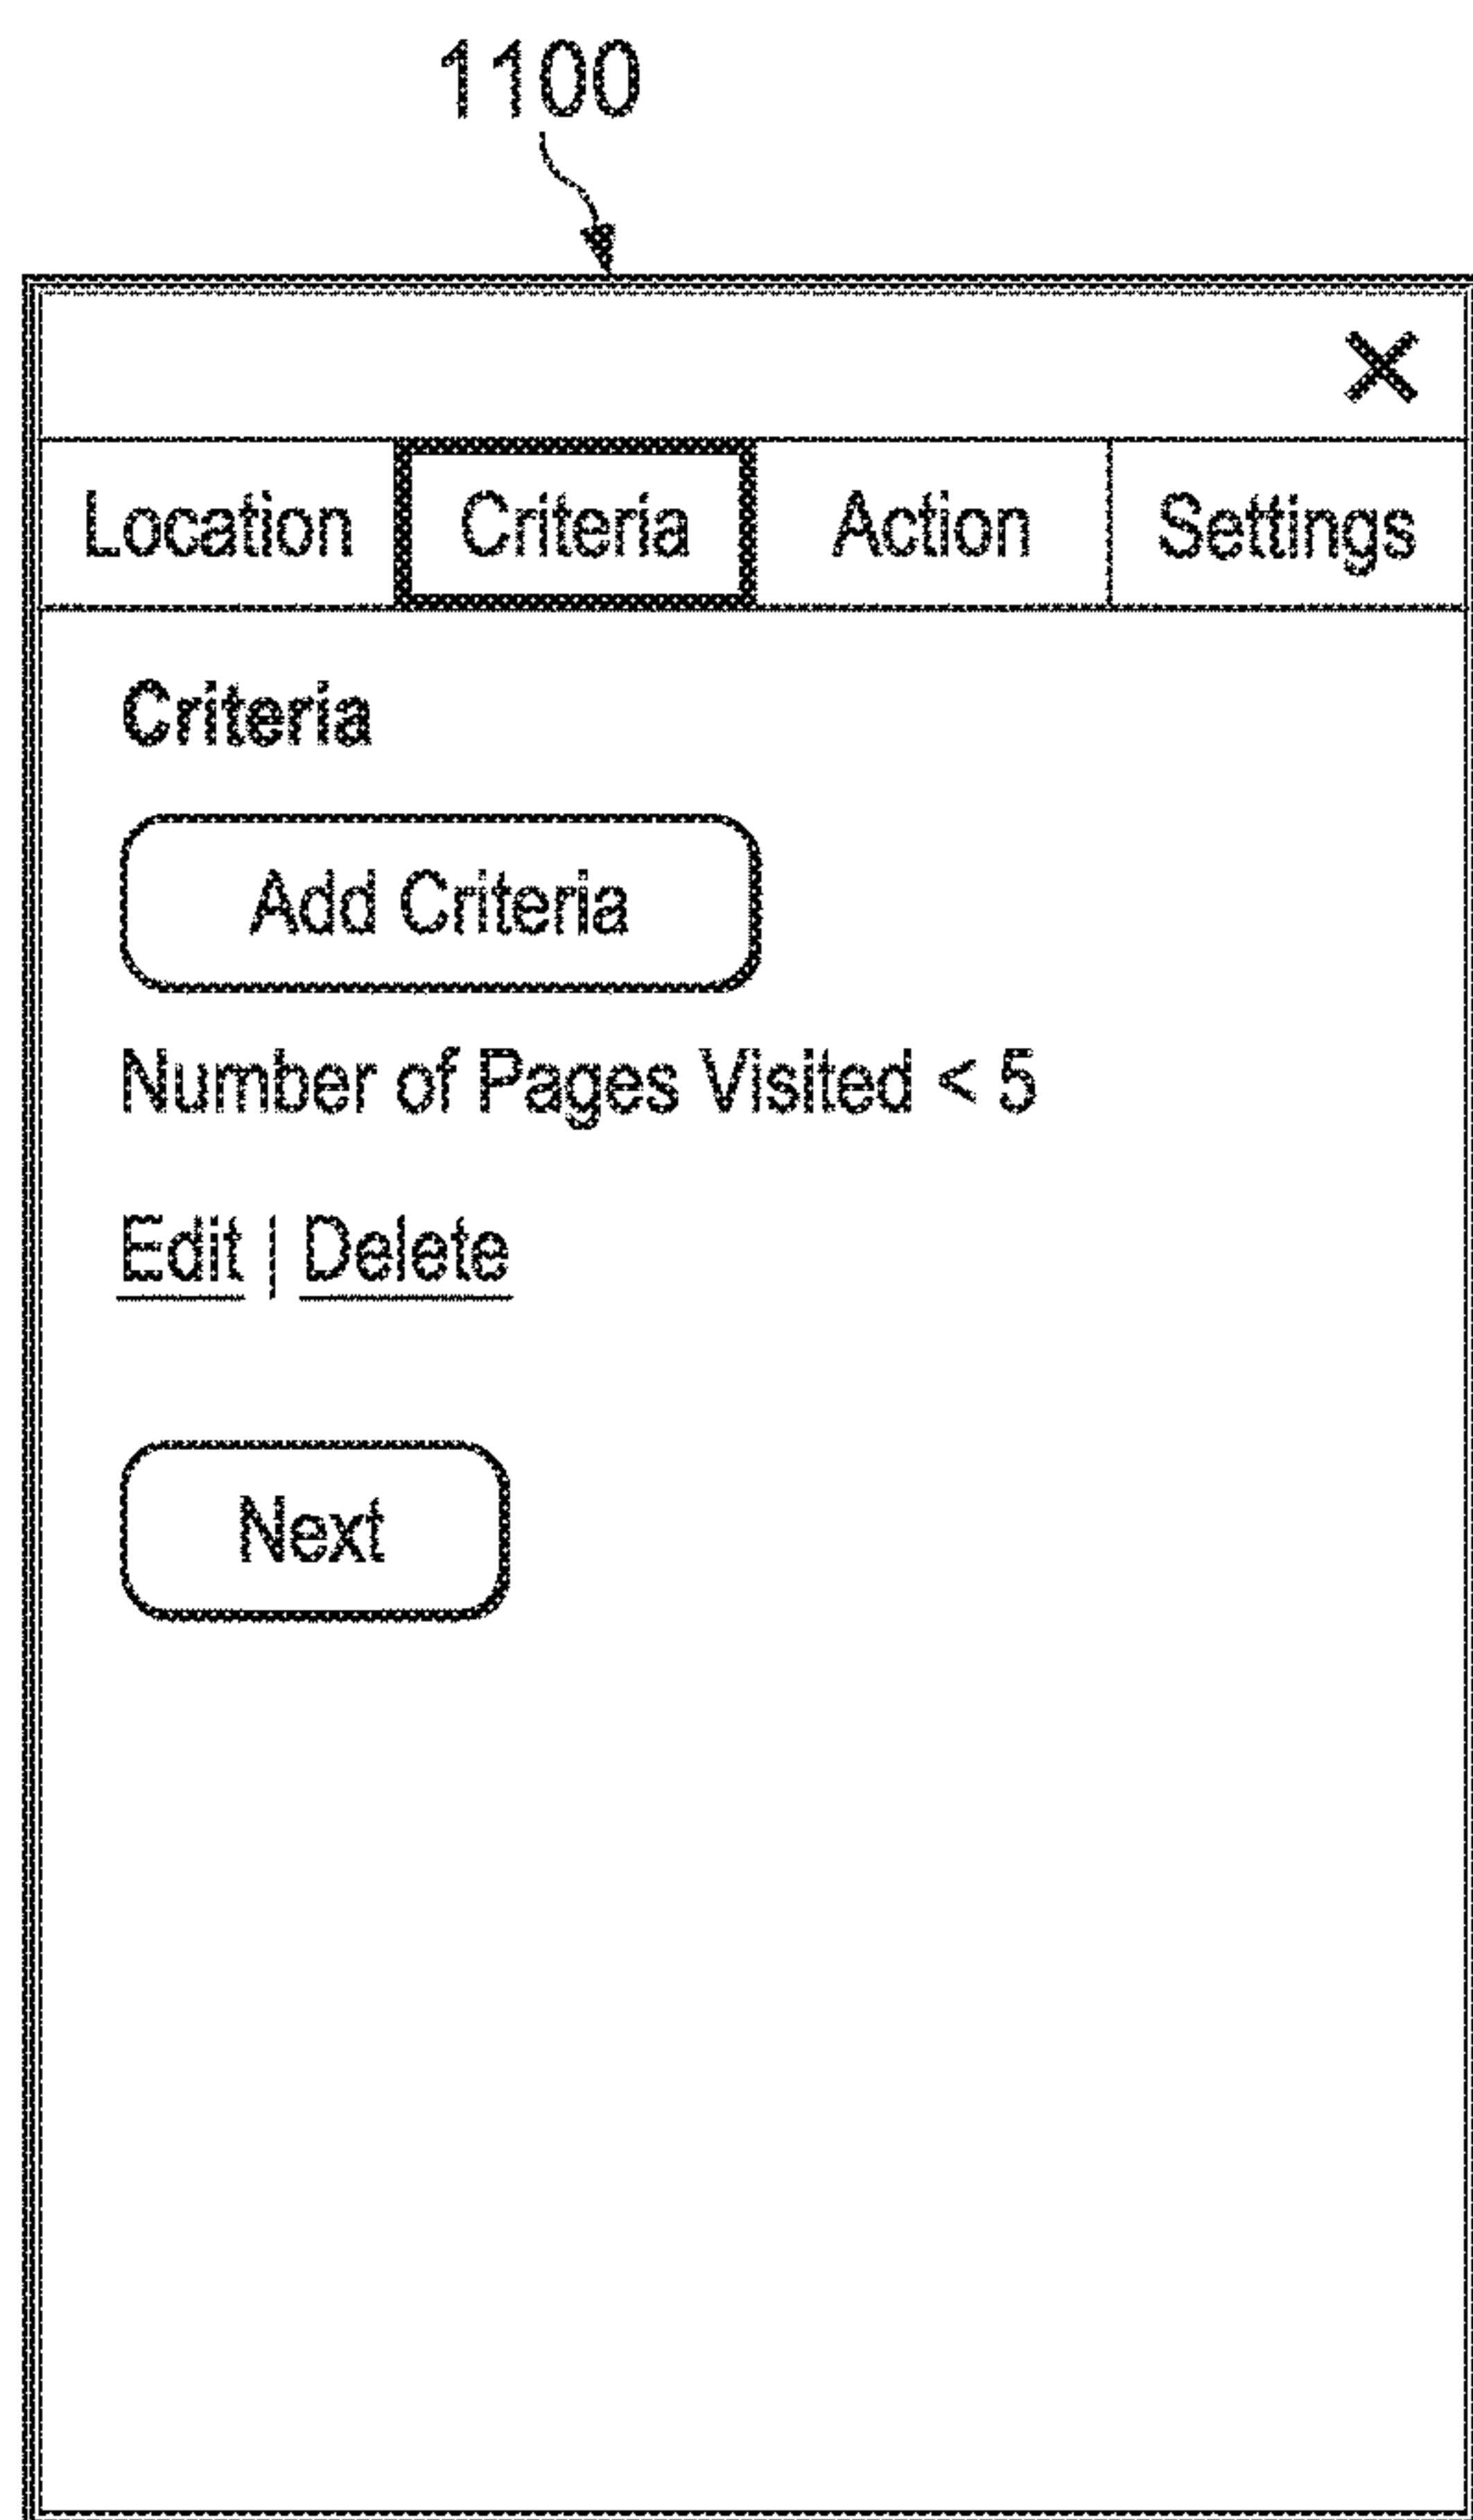 1100
X
Location Criteria Action Settings
Criteria
Add Criteria
Number of Pages Visited < 5
Edit | Delete
Next